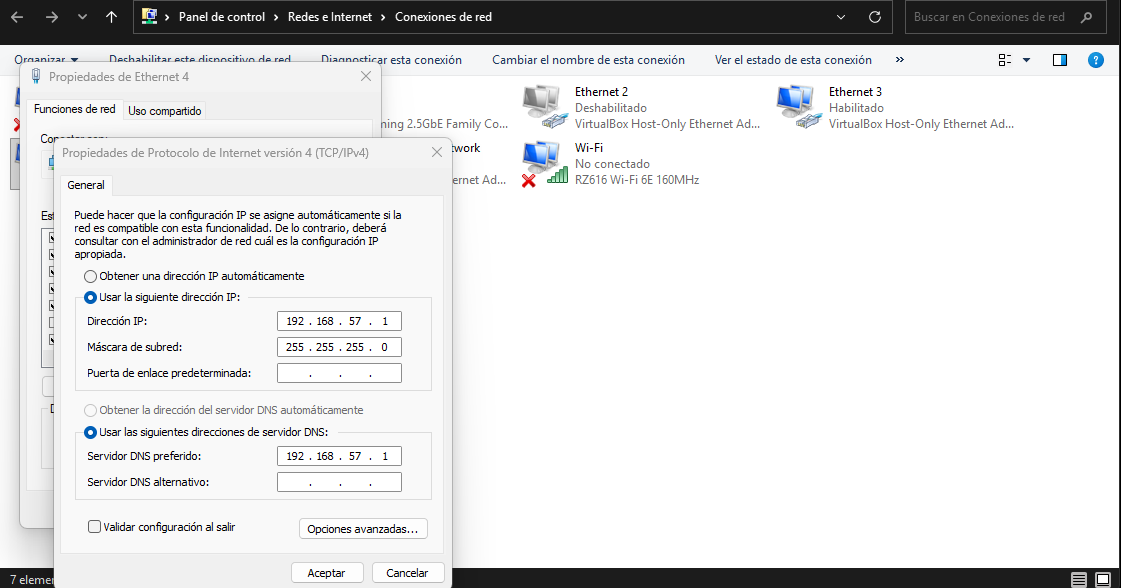 Panel de control > Redes e Internet > Conexiones de red
Buscar en Conexiones de red
Organizar
Deshabilitar este dispositivo de red
Diagnosticar esta conexión
Cambiar el nombre de esta conexión
Ver el estado de esta conexión
»
?
Propiedades de Ethernet 4
Funciones de red
Uso compartido
Ethernet 2
Deshabilitado
VirtualBox Host-Only Ethernet Ad...
Ethernet 3
Habilitado
VirtualBox Host-Only Ethernet Ad...
2.5GbE Family Co...
Wi-Fi
No conectado
RZ616 Wi-Fi 6E 160MHz
Propiedades de Protocolo de Internet versión 4 (TCP/IPv4)
General
Puede hacer que la configuración IP se asigne automáticamente si la
red es compatible con esta funcionalidad. De lo contrario, deberá
consultar con el administrador de red cuál es la configuración IP
apropiada.
Obtener una dirección IP automáticamente
Usar la siguiente dirección IP:
Dirección IP: 192 . 168 . 57 . 1
Máscara de subred: 255 . 255 . 255 . 0
Puerta de enlace predeterminada: . . .
Obtener la dirección del servidor DNS automáticamente
Usar las siguientes direcciones de servidor DNS:
Servidor DNS preferido: 192 . 168 . 57 . 1
Servidor DNS alternativo: . . .
Validar configuración al salir
Opciones avanzadas...
Aceptar
Cancelar